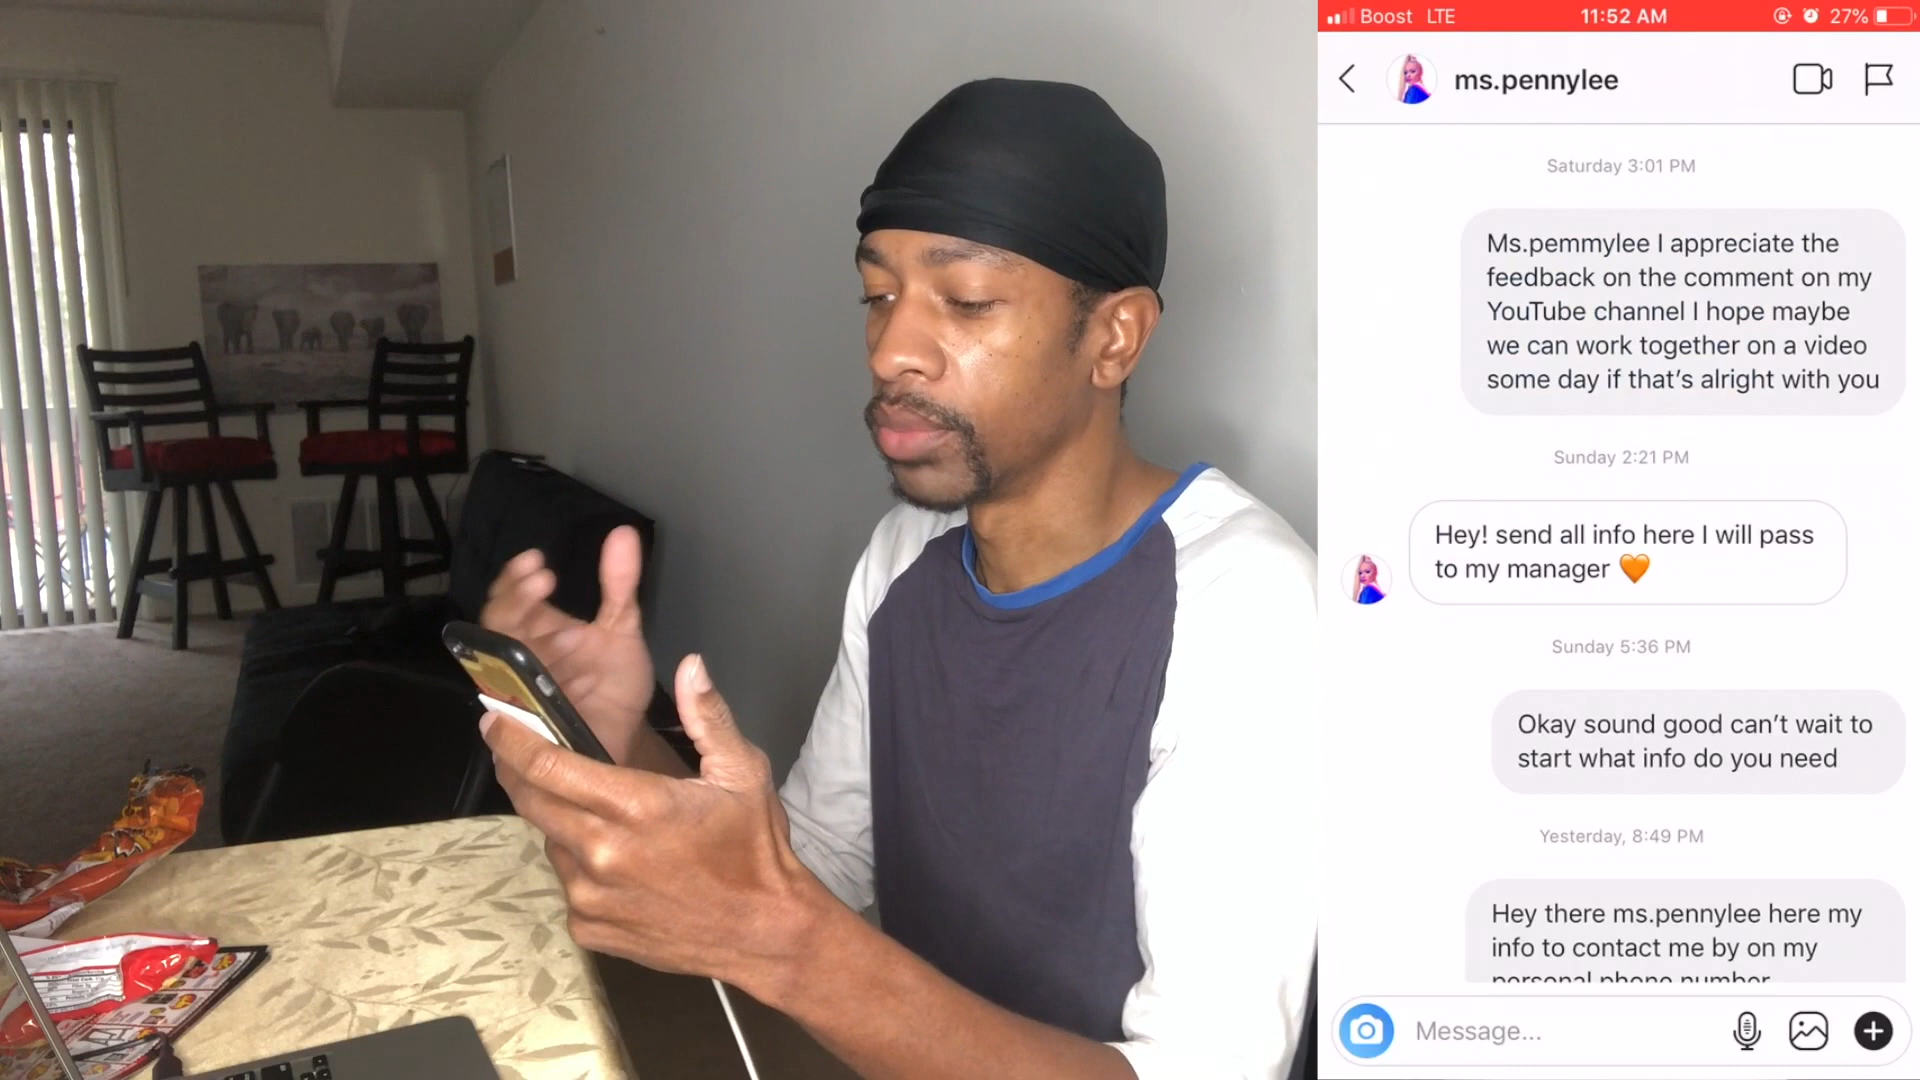 Boost LTE 11:52 AM 27%
ms.pennylee
Saturday 3:01 PM
Ms.pemmylee I appreciate the
feedback on the comment on my
YouTube channel I hope maybe
we can work together on a video
some day if that's alright with you
Sunday 2:21 PM
Hey! send all info here I will pass
to my manager 🧡
Sunday 5:36 PM
Okay sound good can't wait to
start what info do you need
Yesterday, 8:49 PM
Hey there ms.pennylee here my
info to contact me by on my
personal phone number
Message...